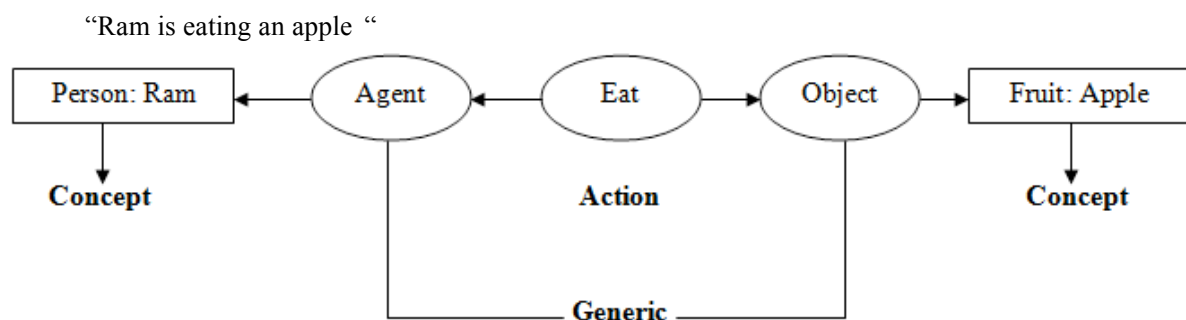 “Ram is eating an apple “
Person: Ram
Agent
Eat
Object
Fruit: Apple
Concept
Action
Concept
Generic